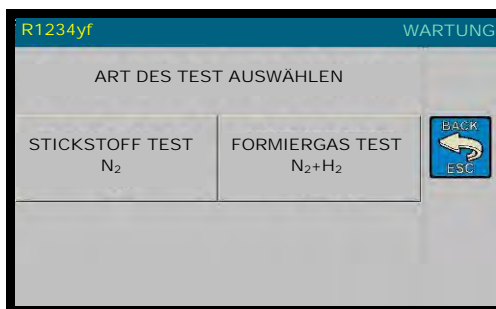 R1234yf WARTUNG
ART DES TEST AUSWÄHLEN
STICKSTOFF TEST FORMIERGAS TEST
N₂ N₂+H₂
BACK
ESC